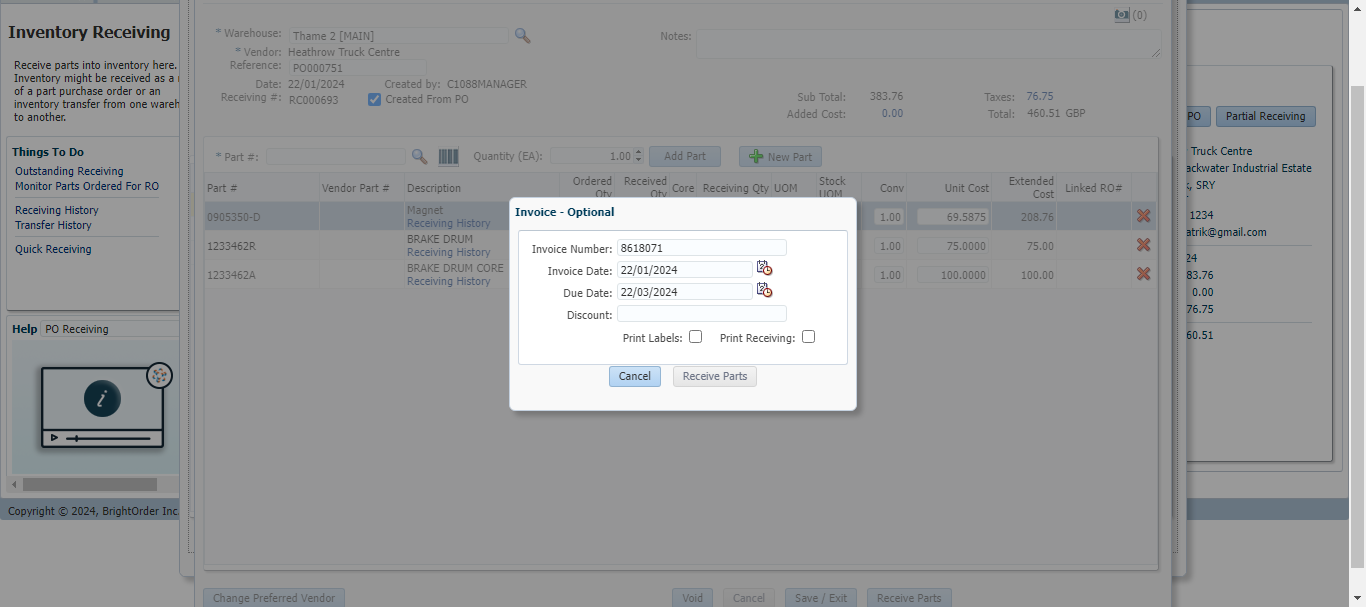 Inventory Receiving
Receive parts into inventory here.
Inventory might be received as a
of a part purchase order or an
inventory transfer from one wareh
to another.
Things To Do
Outstanding Receiving
Monitor Parts Ordered For RO
Receiving History
Transfer History
Quick Receiving
Help PO Receiving
Copyright © 2024, BrightOrder Inc.
(0)
* Warehouse: Thame 2 [MAIN]
Notes:
* Vendor: Heathrow Truck Centre
Reference: PO000751
Date: 22/01/2024 Created by: C1088MANAGER
Receiving #: RC000693 Created From PO
Sub Total: 383.76 Taxes: 76.75
Added Cost: 0.00 Total: 460.51 GBP
* Part #: Quantity (EA): 1.00 Add Part New Part
Part # Vendor Part # Description Ordered Qty Received Qty Core Receiving Qty UOM Stock UOM Conv Unit Cost Extended Cost Linked RO#
0905350-D Magnet 1.00 69.5875 208.76
Receiving History
1233462R BRAKE DRUM 1.00 75.0000 75.00
Receiving History
1233462A BRAKE DRUM CORE 1.00 100.0000 100.00
Receiving History
Invoice - Optional
Invoice Number: 8618071
Invoice Date: 22/01/2024
Due Date: 22/03/2024
Discount:
Print Labels: Print Receiving:
Cancel Receive Parts
Change Preferred Vendor Void Cancel Save / Exit Receive Parts
PO Partial Receiving
Truck Centre
ackwater Industrial Estate
, SRY
1234
atrik@gmail.com
24
83.76
0.00
76.75
60.51